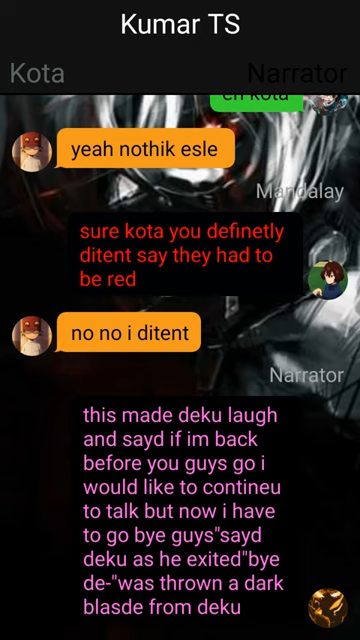 Kumar TS
Kota
Narrator
eh kota
yeah nothik esle
Mandalay
sure kota you definetly
ditent say they had to
be red
no no i ditent
Narrator
this made deku laugh
and sayd if im back
before you guys go i
would like to contineu
to talk but now i have
to go bye guys"sayd
deku as he exited"bye
de-"was thrown a dark
blasde from deku